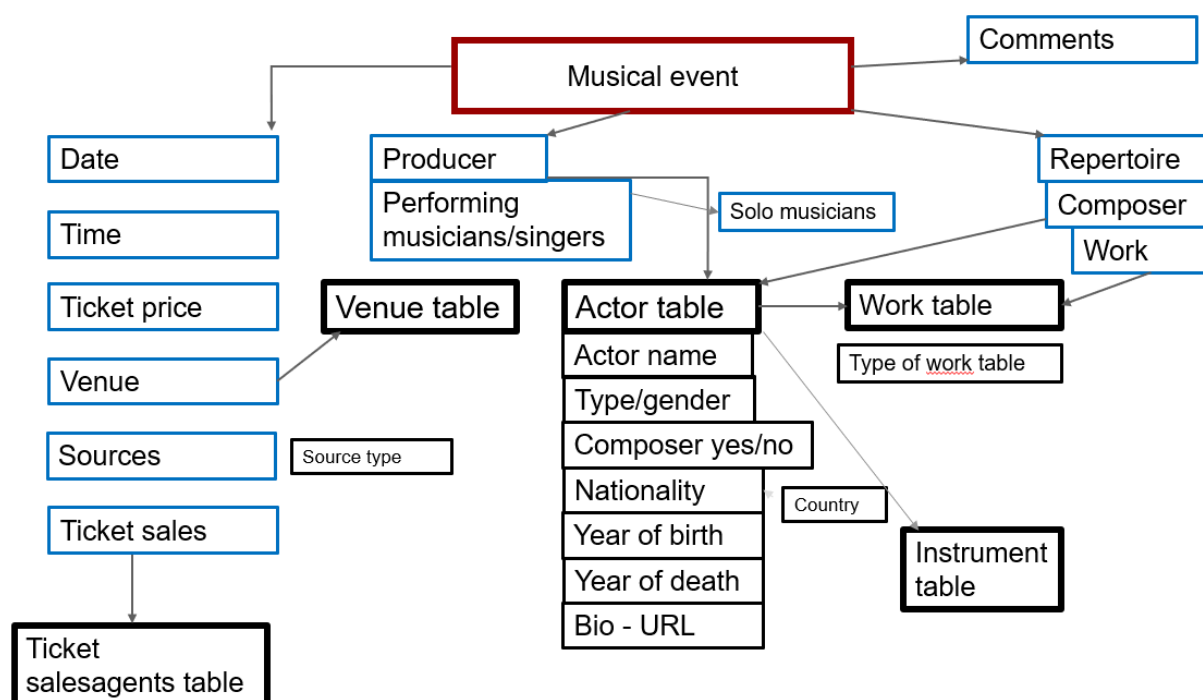 Comments
Musical event
Date
Producer
Repertoire
Performing
musicians/singers
Solo musicians
Composer
Time
Work
Ticket price
Venue table
Actor table
Work table
Actor name
Type of work table
Venue
Type/gender
Sources
Source type
Composer yes/no
Nationality
Country
Ticket sales
Year of birth
Instrument
table
Year of death
Bio - URL
Ticket
salesagents table